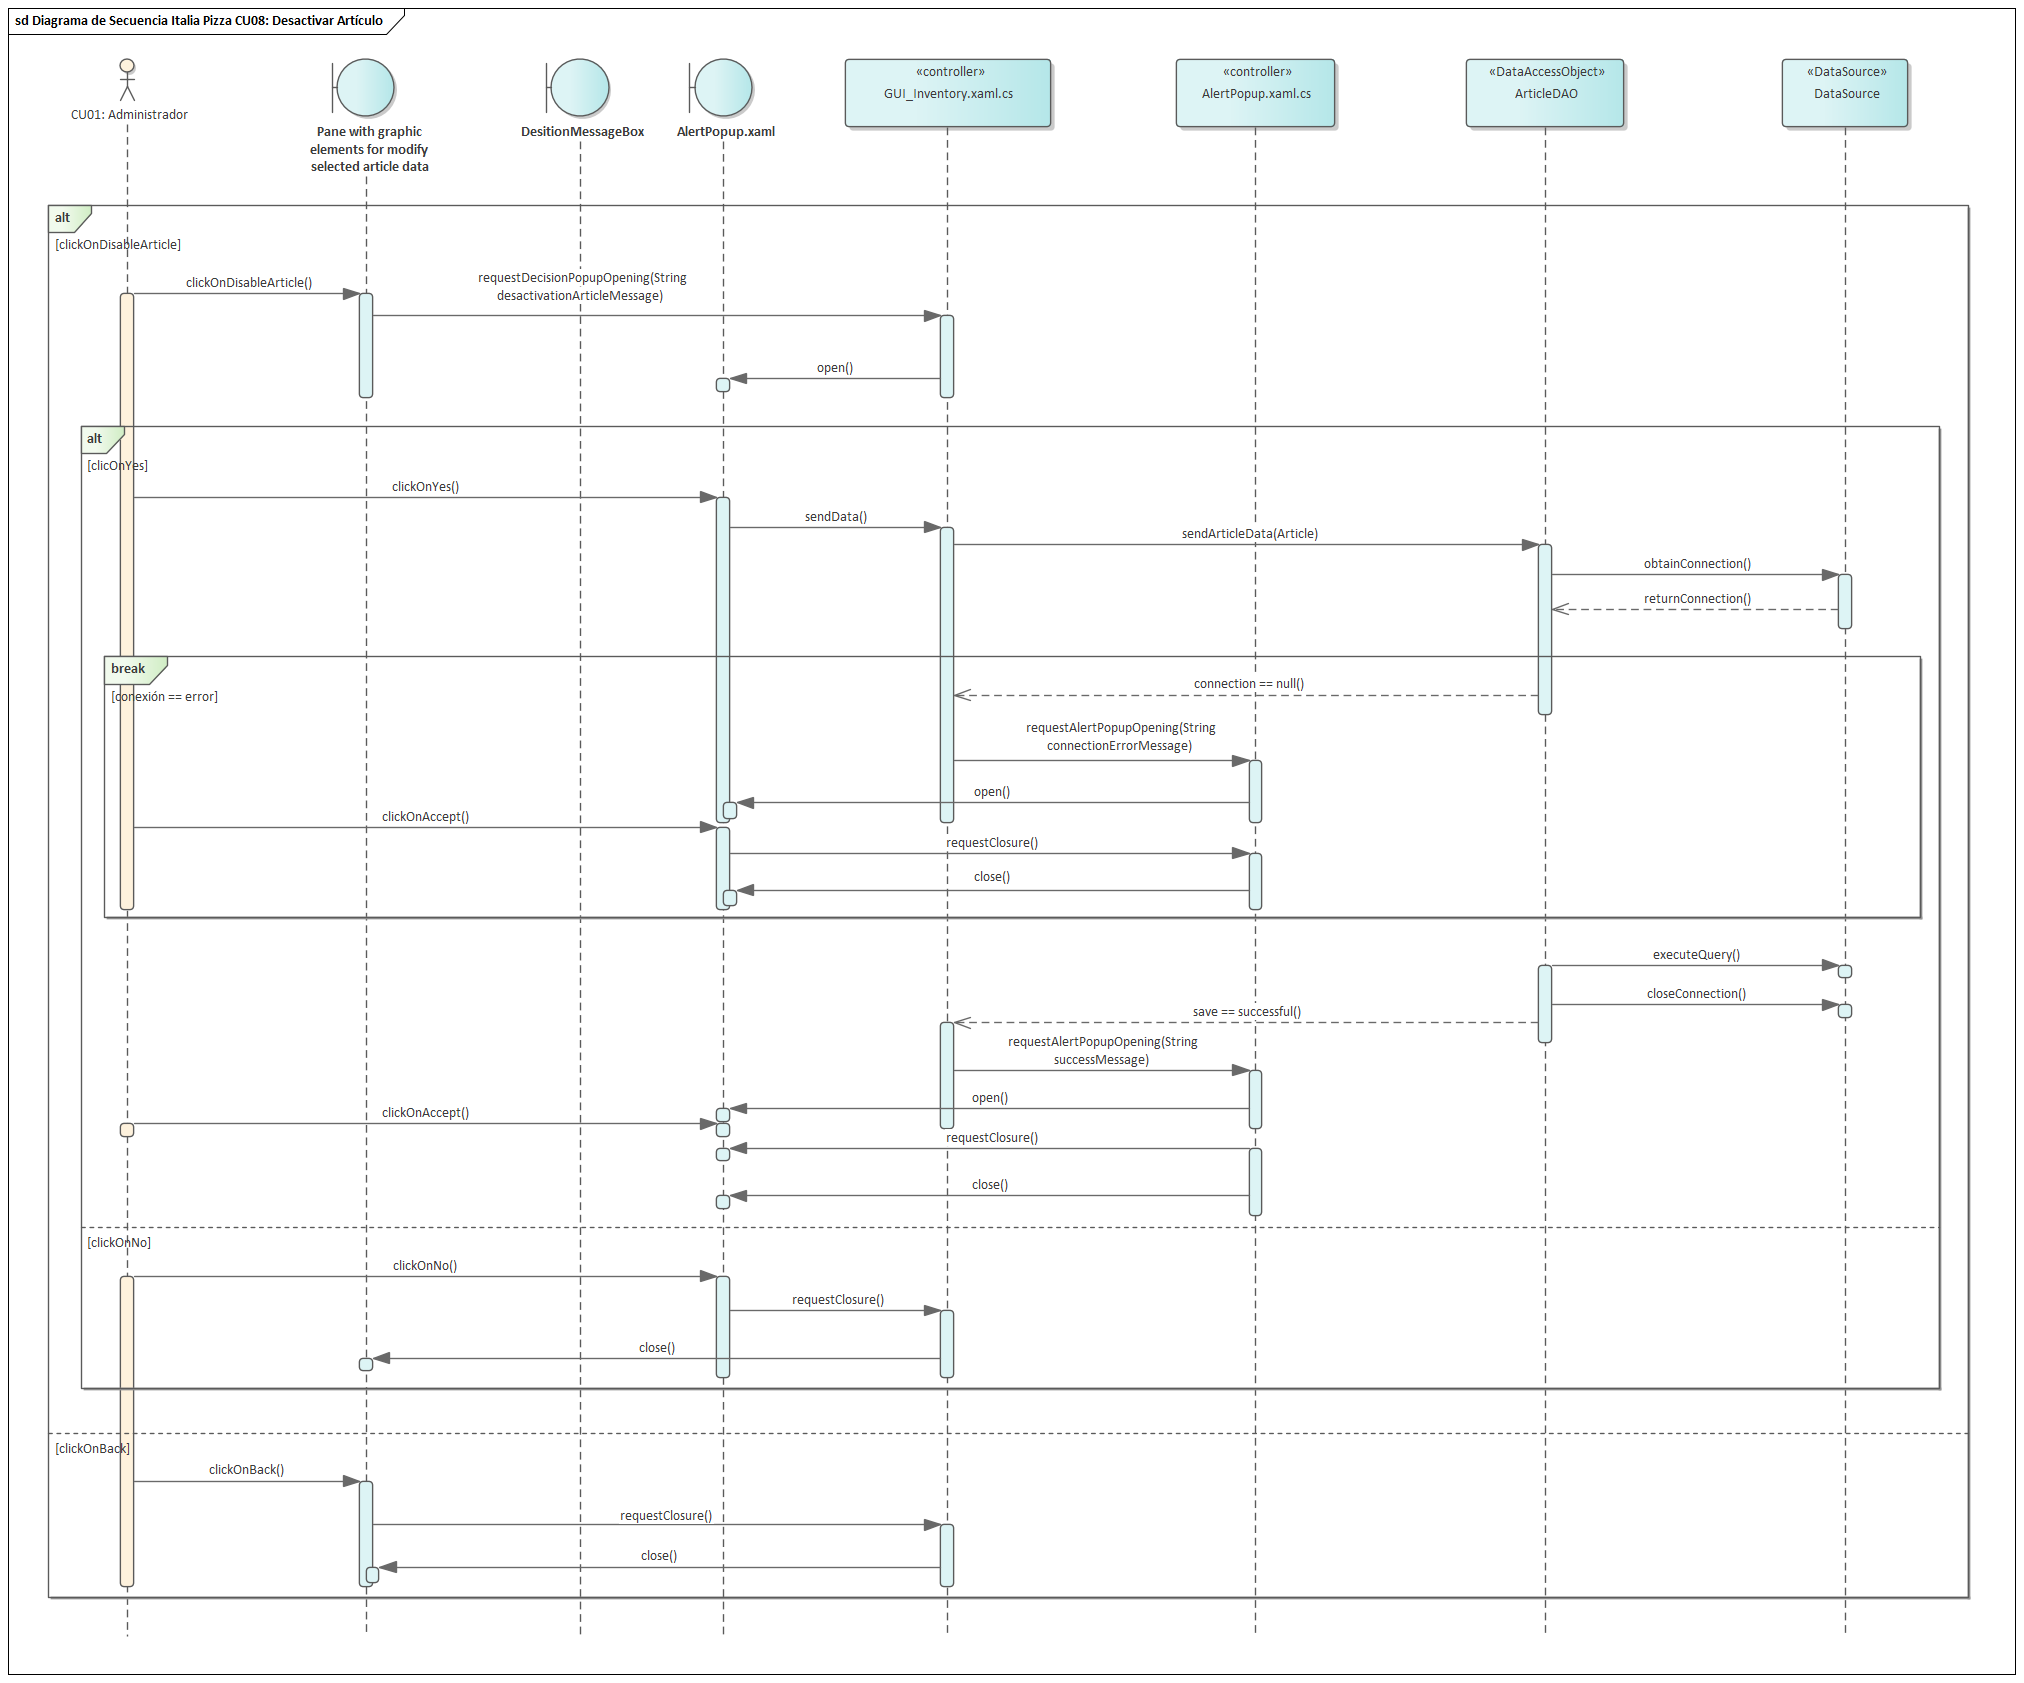 sd Diagrama de Secuencia Italia Pizza CU08: Desactivar Artículo
CU01: Administrador
Pane with graphic
elements for modify
selected article data
DesitionMessageBox
AlertPopup.xaml
«controller»
GUI_Inventory.xaml.cs
«controller»
AlertPopup.xaml.cs
«DataAccessObject»
ArticleDAO
«DataSource»
DataSource
alt
[clickOnDisableArticle]
clickOnDisableArticle()
requestDecisionPopupOpening(String
desactivationArticleMessage)
open()
alt
[clicOnYes]
clickOnYes()
sendData()
sendArticleData(Article)
obtainConnection()
returnConnection()
break
[conexión == error]
connection == null()
requestAlertPopupOpening(String
connectionErrorMessage)
open()
clickOnAccept()
requestClosure()
close()
executeQuery()
closeConnection()
save == successful()
requestAlertPopupOpening(String
successMessage)
open()
clickOnAccept()
requestClosure()
close()
[clickOnNo]
clickOnNo()
requestClosure()
close()
[clickOnBack]
clickOnBack()
requestClosure()
close()